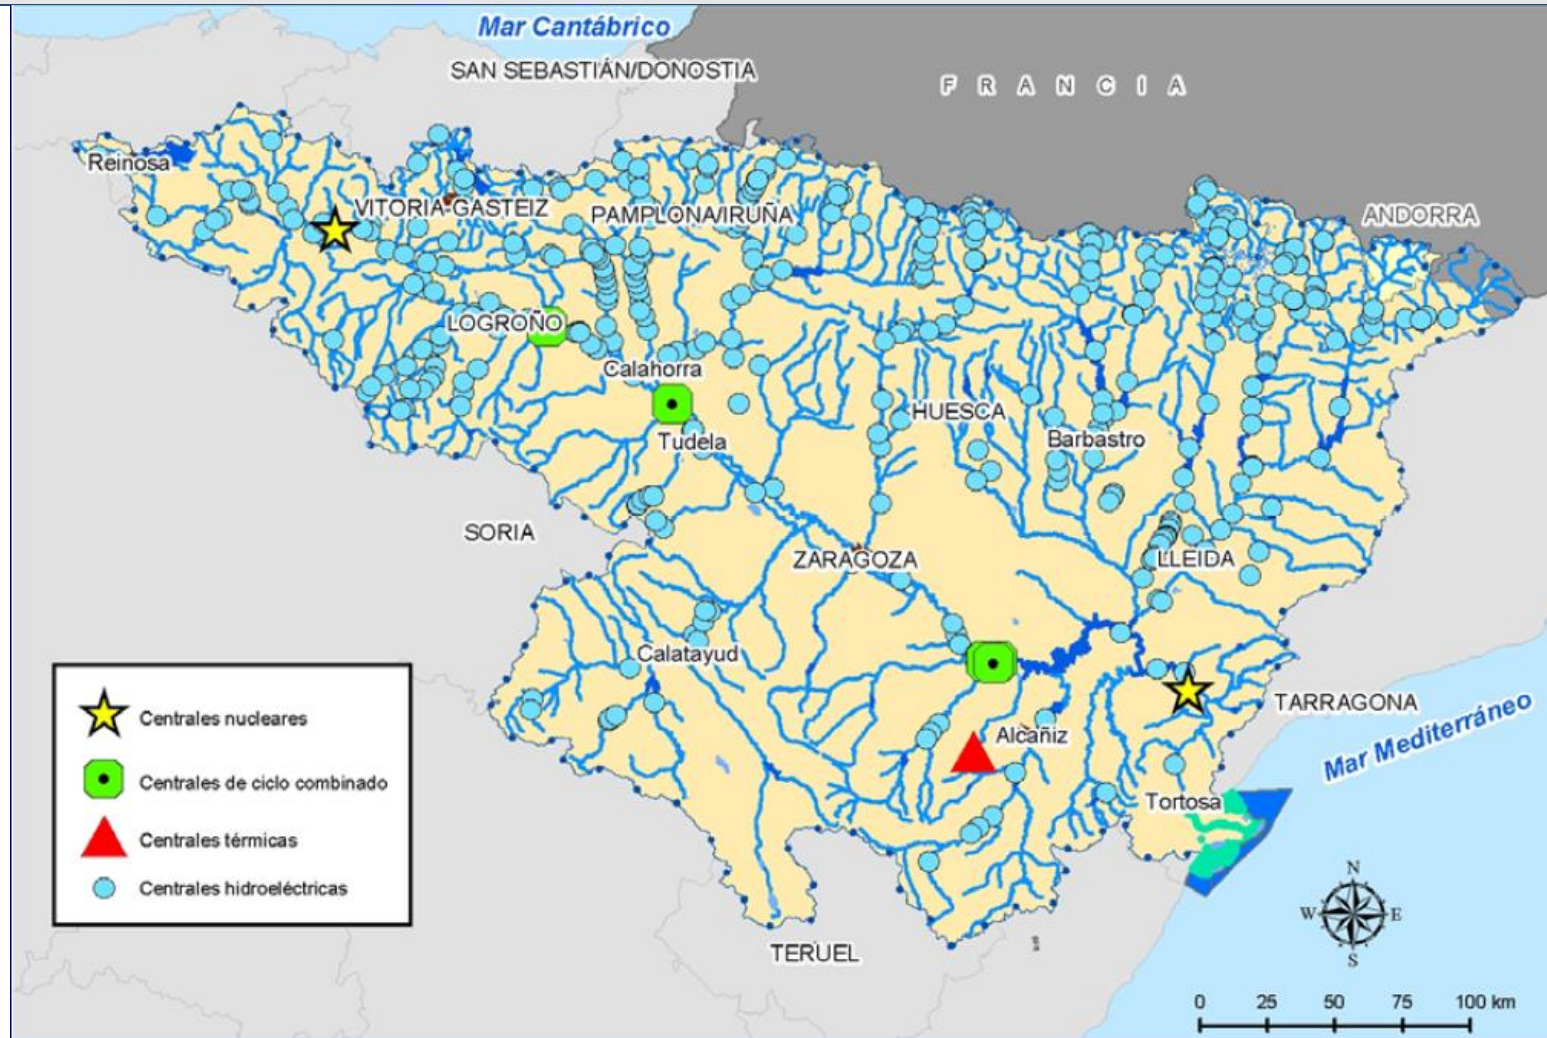 Mar Cantábrico
SAN SEBASTIÁN/DONOSTIA
FRANCIA
Reinosa
VITORIA-GASTEIZ
PAMPLONA/IRUÑA
ANDORRA
LOGROÑO
Calahorra
HUESCA
Barbastro
Tudela
SORIA
ZARAGOZA
LLEIDA
Calatayud
TARRAGONA
Alcañiz
Mar Mediterráneo
Tortosa
TERUEL
Centrales nucleares
Centrales de ciclo combinado
Centrales térmicas
Centrales hidroeléctricas
N
W E
S
0 25 50 75 100 km